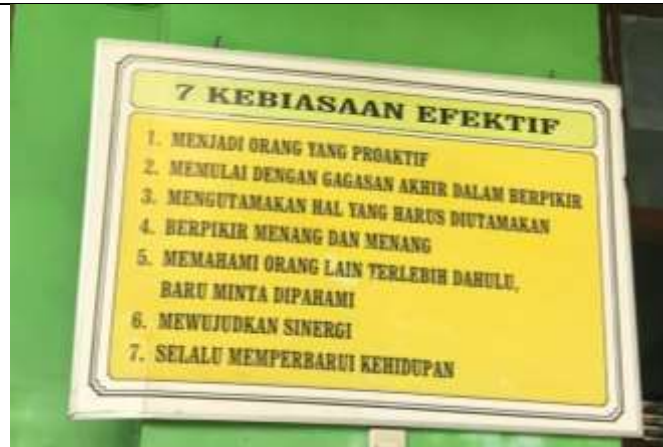 7 KEBIASAAN EFEKTIF
1. MENJADI ORANG YANG PROAKTIF
2. MEMULAI DENGAN GAGASAN AKHIR DALAM BERPIKIR
3. MENGUTAMAKAN HAL YANG HARUS DIUTAMAKAN
4. BERPIKIR MENANG DAN MENANG
5. MEMAHAMI ORANG LAIN TERLEBIH DAHULU,
BARU MINTA DIPAHAMI
6. MEWUJUDKAN SINERGI
7. SELALU MEMPERBARUI KEHIDUPAN